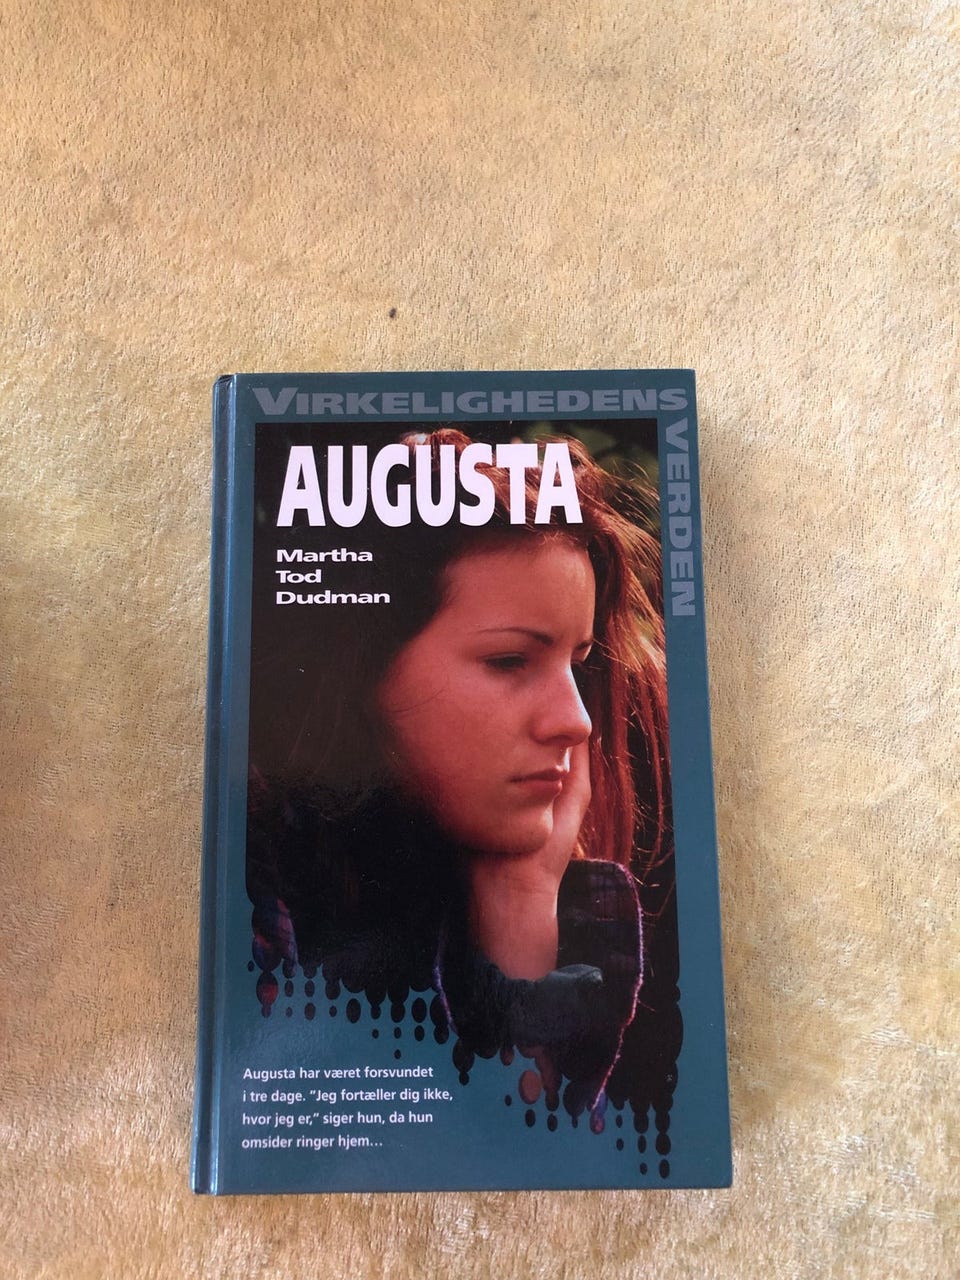 VIRKELIGHEDENS
VERDEN
AUGUSTA
Martha
Tod
Dudman
Augusta har været forsvundet
i tre dage. ”Jeg fortæller dig ikke,
hvor jeg er,” siger hun, da hun
omsider ringer hjem...